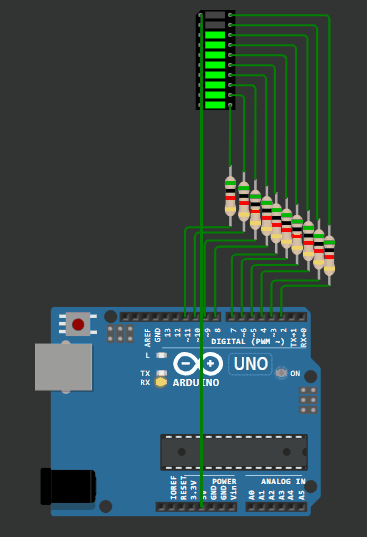 AREF
GND
13
12
~11
~10
~9
8
7
~6
~5
4
~3
2
TX→1
RX←0
DIGITAL (PWM ~)
L
TX
RX
ARDUINO
UNO
ON
IOREF
RESET
3.3V
5V
GND
GND
Vin
POWER
ANALOG IN
A0
A1
A2
A3
A4
A5